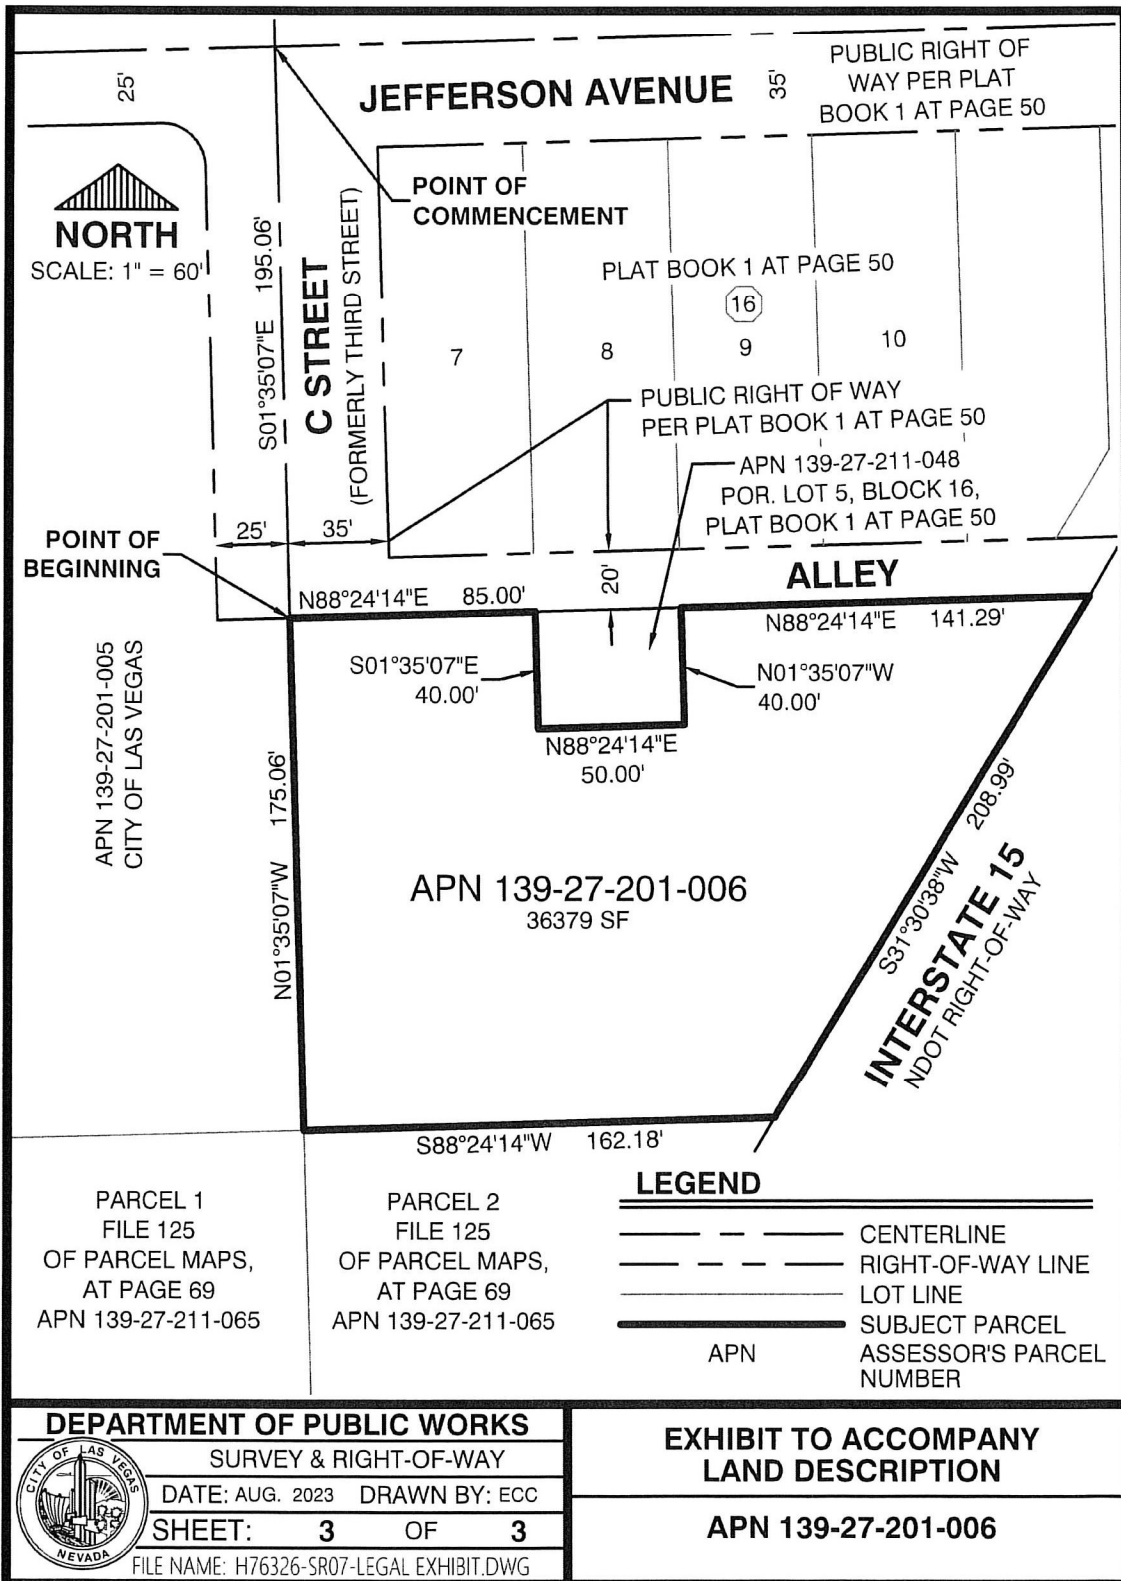 25'
JEFFERSON AVENUE
35'
PUBLIC RIGHT OF
WAY PER PLAT
BOOK 1 AT PAGE 50
NORTH
SCALE: 1" = 60'
POINT OF
COMMENCEMENT
S01°35'07"E 195.06'
C STREET
(FORMERLY THIRD STREET)
PLAT BOOK 1 AT PAGE 50
16
7
8
9
10
PUBLIC RIGHT OF WAY
PER PLAT BOOK 1 AT PAGE 50
APN 139-27-211-048
POR. LOT 5, BLOCK 16,
PLAT BOOK 1 AT PAGE 50
25'
35'
POINT OF
BEGINNING
20'
ALLEY
N88°24'14"E 85.00'
N88°24'14"E 141.29'
S01°35'07"E
40.00'
N01°35'07"W
40.00'
N88°24'14"E
50.00'
APN 139-27-201-005
CITY OF LAS VEGAS
N01°35'07"W 175.06'
APN 139-27-201-006
36379 SF
S31°30'38"W 208.99'
INTERSTATE 15
NDOT RIGHT-OF-WAY
S88°24'14"W 162.18'
PARCEL 1
FILE 125
OF PARCEL MAPS,
AT PAGE 69
APN 139-27-211-065
PARCEL 2
FILE 125
OF PARCEL MAPS,
AT PAGE 69
APN 139-27-211-065
LEGEND
CENTERLINE
RIGHT-OF-WAY LINE
LOT LINE
SUBJECT PARCEL
APN ASSESSOR'S PARCEL
NUMBER
DEPARTMENT OF PUBLIC WORKS
SURVEY & RIGHT-OF-WAY
DATE: AUG. 2023 DRAWN BY: ECC
SHEET: 3 OF 3
FILE NAME: H76326-SR07-LEGAL EXHIBIT.DWG
CITY OF LAS VEGAS
NEVADA
EXHIBIT TO ACCOMPANY
LAND DESCRIPTION
APN 139-27-201-006